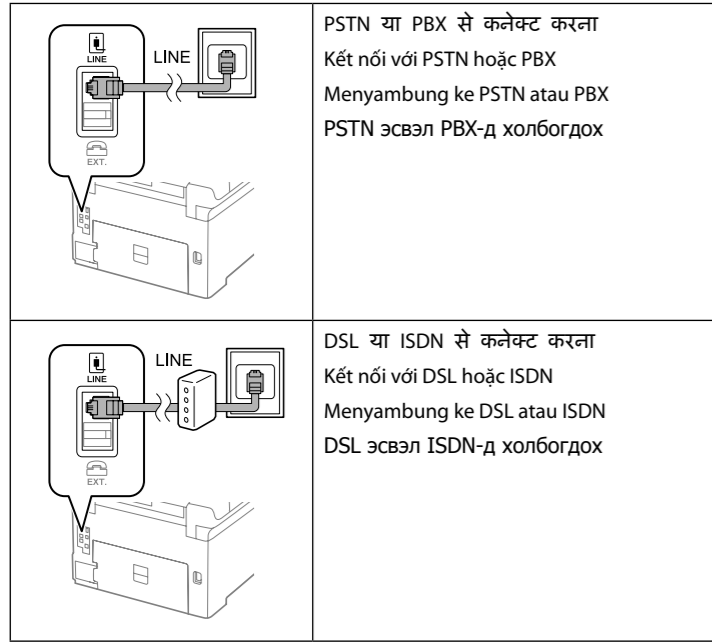 LINE
LINE
EXT.
PSTN या PBX से कनेक्ट करना
Kết nối với PSTN hoặc PBX
Menyambung ke PSTN atau PBX
PSTN эсвэл PBX-д холбогдох
LINE
LINE
EXT.
DSL या ISDN से कनेक्ट करना
Kết nối với DSL hoặc ISDN
Menyambung ke DSL atau ISDN
DSL эсвэл ISDN-д холбогдох